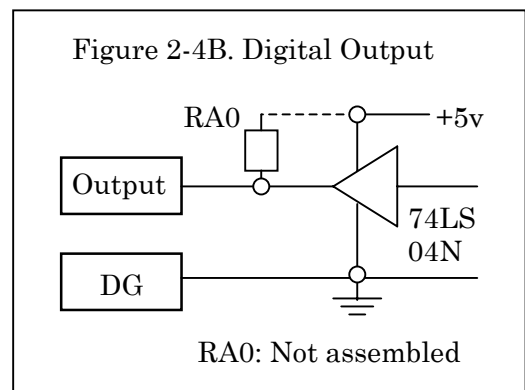 Figure 2-4B. Digital Output
RA0
+5v
Output
74LS
04N
DG
RA0: Not assembled